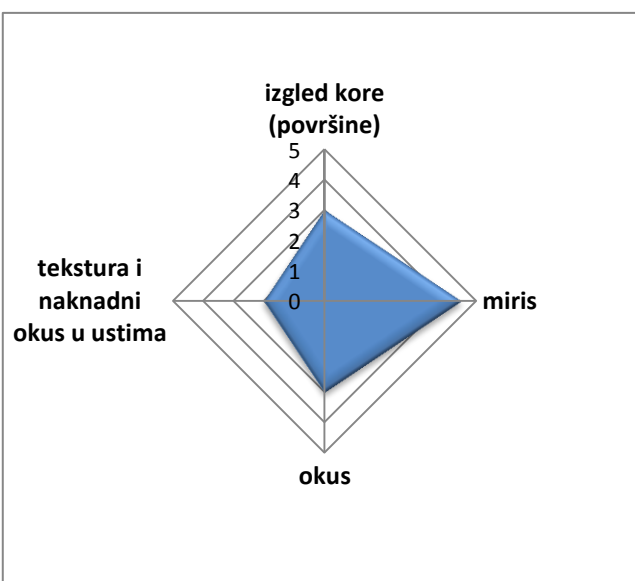 izgled kore
(površine)
5
4
3
2
1
0
tekstura i
naknadni
okus u ustima
miris
okus